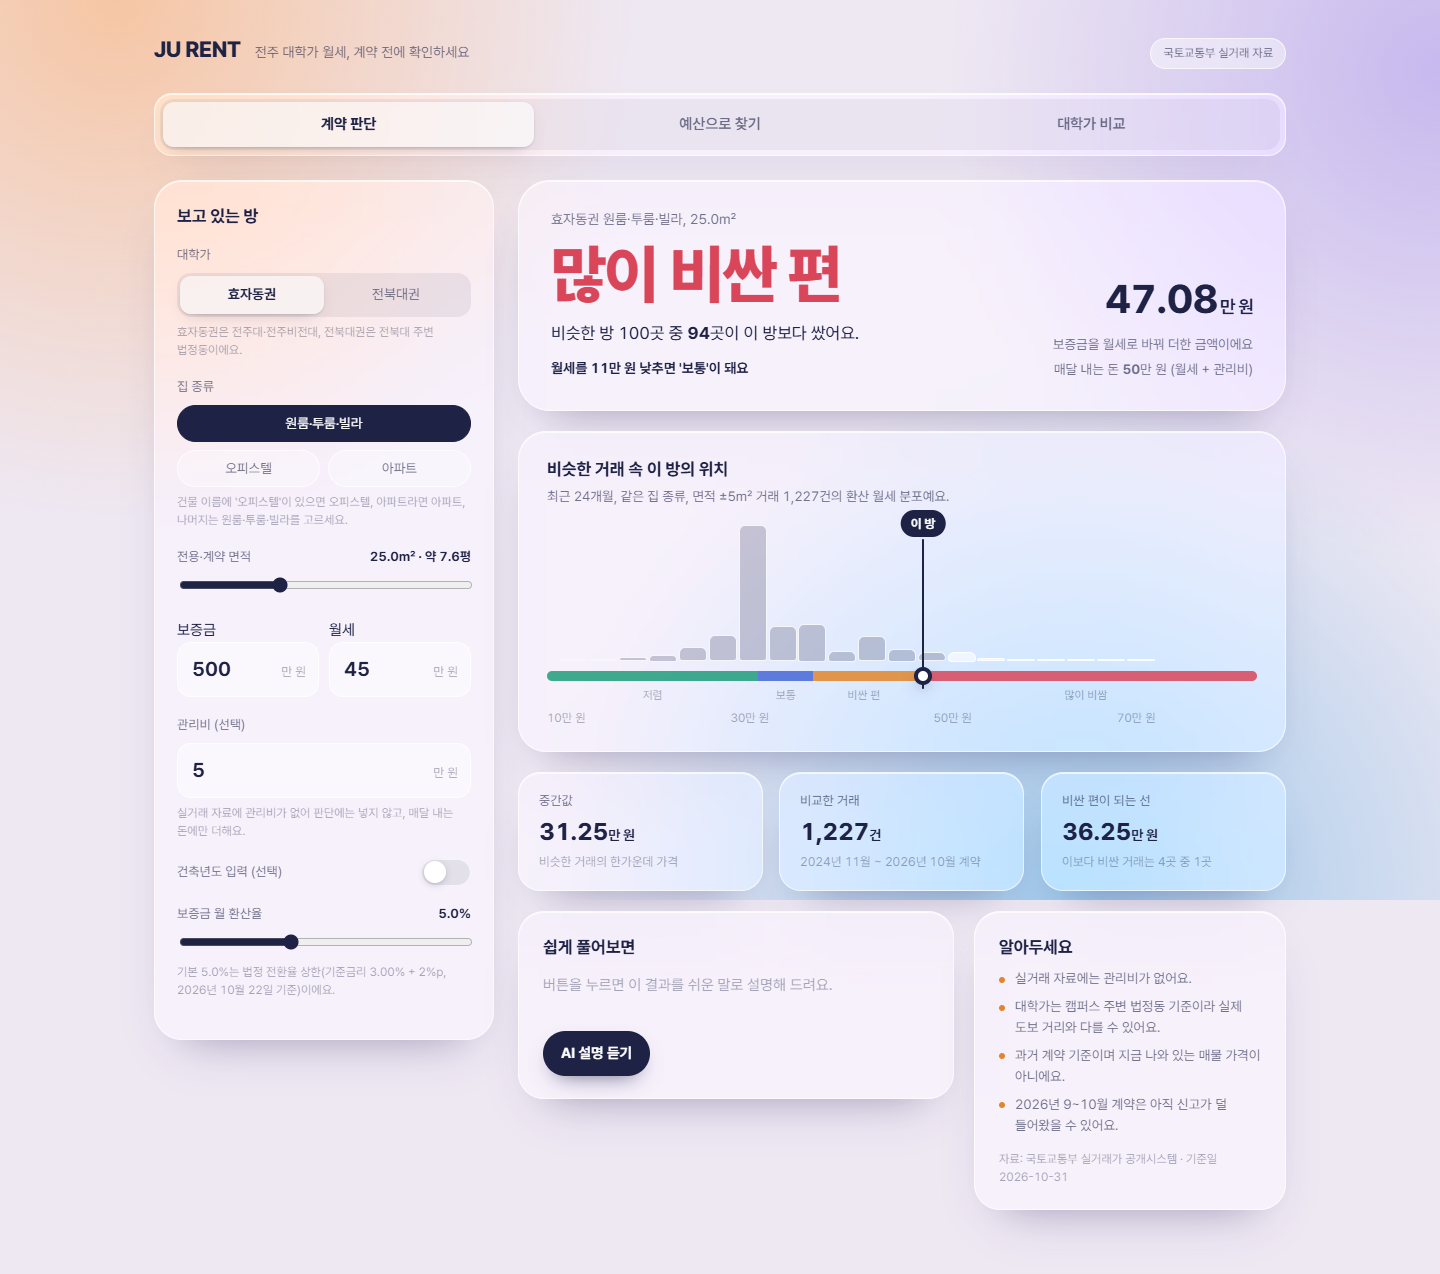 JU RENT 전주 대학가 월세, 계약 전에 확인하세요
국토교통부 실거래 자료
계약 판단
예산으로 찾기
대학가 비교
보고 있는 방
대학가
효자동권
전북대권
효자동권은 전주대·전주비전대, 전북대권은 전북대 주변
법정동이에요.
집 종류
원룸·투룸·빌라
오피스텔
아파트
건물 이름에 '오피스텔'이 있으면 오피스텔, 아파트라면 아파트,
나머지는 원룸·투룸·빌라를 고르세요.
전용·계약 면적
25.0m² · 약 7.6평
보증금
월세
500 만 원
45 만 원
관리비 (선택)
5 만 원
실거래 자료에 관리비가 없어 판단에는 넣지 않고, 매달 내는
돈에만 더해요.
건축년도 입력 (선택)
보증금 월 환산율
5.0%
기본 5.0%는 법정 전환율 상한(기준금리 3.00% + 2%p,
2026년 10월 22일 기준)이에요.
효자동권 원룸·투룸·빌라, 25.0m²
많이 비싼 편
비슷한 방 100곳 중 94곳이 이 방보다 쌌어요.
월세를 11만 원 낮추면 '보통'이 돼요
47.08만 원
보증금을 월세로 바꿔 더한 금액이에요
매달 내는 돈 50만 원 (월세 + 관리비)
비슷한 거래 속 이 방의 위치
최근 24개월, 같은 집 종류, 면적 ±5m² 거래 1,227건의 환산 월세 분포예요.
이 방
저렴
보통
비싼 편
많이 비쌈
10만 원
30만 원
50만 원
70만 원
중간값
31.25만 원
비슷한 거래의 한가운데 가격
비교한 거래
1,227건
2024년 11월 ~ 2026년 10월 계약
비싼 편이 되는 선
36.25만 원
이보다 비싼 거래는 4곳 중 1곳
쉽게 풀어보면
버튼을 누르면 이 결과를 쉬운 말로 설명해 드려요.
AI 설명 듣기
알아두세요
실거래 자료에는 관리비가 없어요.
대학가는 캠퍼스 주변 법정동 기준이라 실제
도보 거리와 다를 수 있어요.
과거 계약 기준이며 지금 나와 있는 매물 가격이
아니에요.
2026년 9~10월 계약은 아직 신고가 덜
들어왔을 수 있어요.
자료: 국토교통부 실거래가 공개시스템 · 기준일
2026-10-31